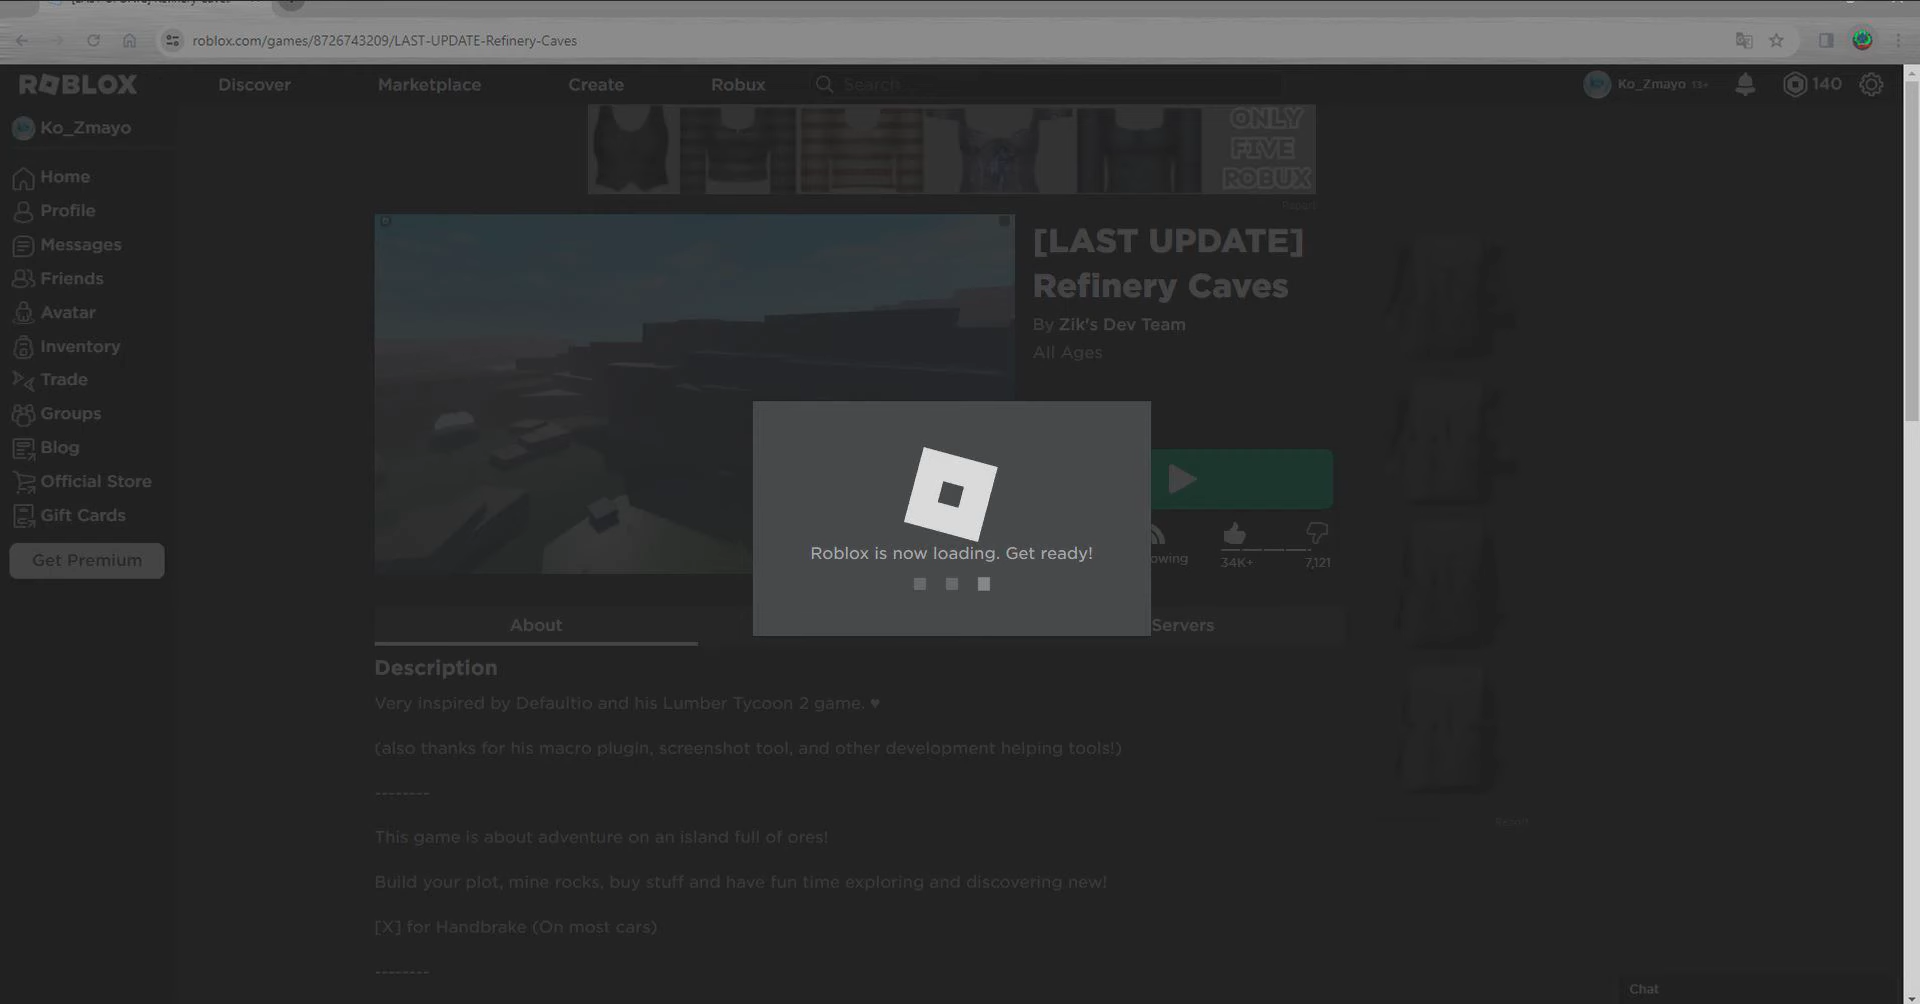 roblox.com/games/8726743209/LAST-UPDATE-Refinery-Caves
ROBLOX
Discover
Marketplace
Create
Robux
Search
Ko_Zmayo 13+
140
Ko_Zmayo
Home
Profile
Messages
Friends
Avatar
Inventory
Trade
Groups
Blog
Official Store
Gift Cards
Get Premium
ONLY
FIVE
ROBUX
Report
[LAST UPDATE]
Refinery Caves
By Zik's Dev Team
All Ages
Roblox is now loading. Get ready!
owing
34K+
7,121
About
Servers
Description
Very inspired by Defaultio and his Lumber Tycoon 2 game. ♥
(also thanks for his macro plugin, screenshot tool, and other development helping tools!)
--------
This game is about adventure on an island full of ores!
Build your plot, mine rocks, buy stuff and have fun time exploring and discovering new!
[X] for Handbrake (On most cars)
--------
Report
Chat